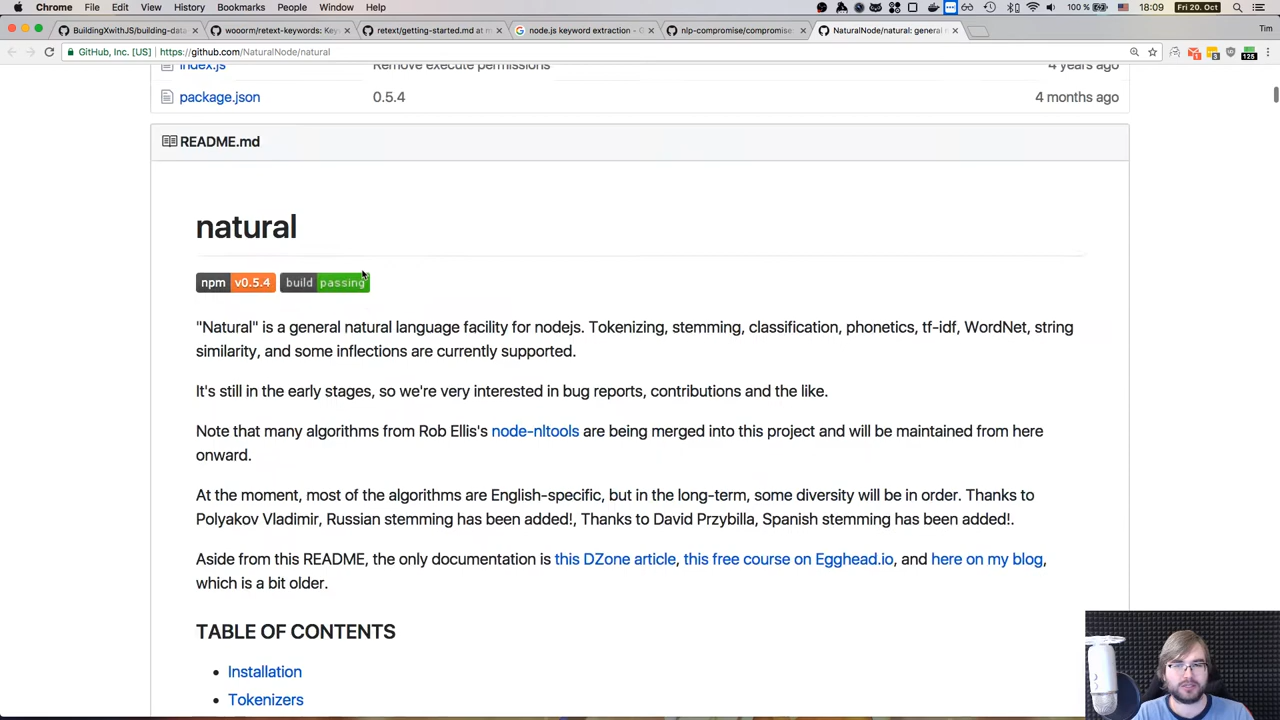 Chrome File Edit View History Bookmarks People Window Help 100 % 18:09 Fri 20. Oct
BuildingXwithJS/building-data wooorm/retext-keywords: Key retext/getting-started.md at m node.js keyword extraction - G nlp-compromise/compromise: NaturalNode/natural: general n Tim
GitHub, Inc. [US] https://github.com/NaturalNode/natural 1 3 125
index.js Remove execute permissions 4 years ago
package.json 0.5.4 4 months ago
README.md
natural
npm v0.5.4 build passing
"Natural" is a general natural language facility for nodejs. Tokenizing, stemming, classification, phonetics, tf-idf, WordNet, string
similarity, and some inflections are currently supported.
It's still in the early stages, so we're very interested in bug reports, contributions and the like.
Note that many algorithms from Rob Ellis's node-nltools are being merged into this project and will be maintained from here
onward.
At the moment, most of the algorithms are English-specific, but in the long-term, some diversity will be in order. Thanks to
Polyakov Vladimir, Russian stemming has been added!, Thanks to David Przybilla, Spanish stemming has been added!.
Aside from this README, the only documentation is this DZone article, this free course on Egghead.io, and here on my blog,
which is a bit older.
TABLE OF CONTENTS
• Installation
• Tokenizers